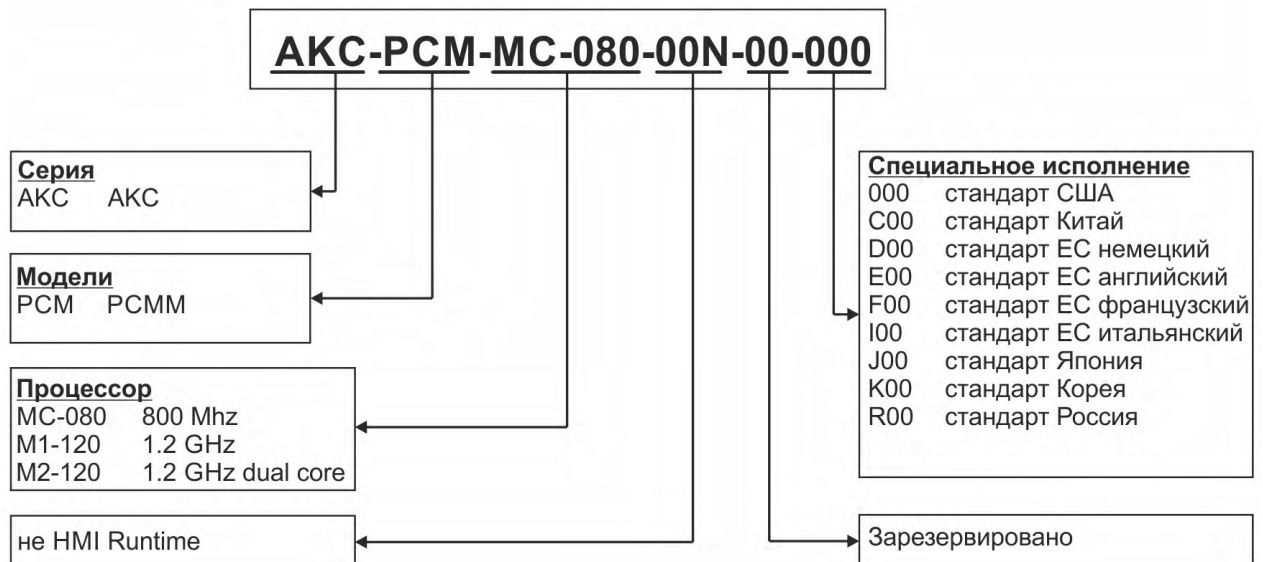 AKC-PCM-MC-080-00N-00-000
Серия
AKC AKC
Модели
PCM PCMM
Процессор
MC-080 800 Mhz
M1-120 1.2 GHz
M2-120 1.2 GHz dual core
не HMI Runtime
Специальное исполнение
000 стандарт США
C00 стандарт Китай
D00 стандарт ЕС немецкий
E00 стандарт ЕС английский
F00 стандарт ЕС французский
I00 стандарт ЕС итальянский
J00 стандарт Япония
K00 стандарт Корея
R00 стандарт Россия
Зарезервировано